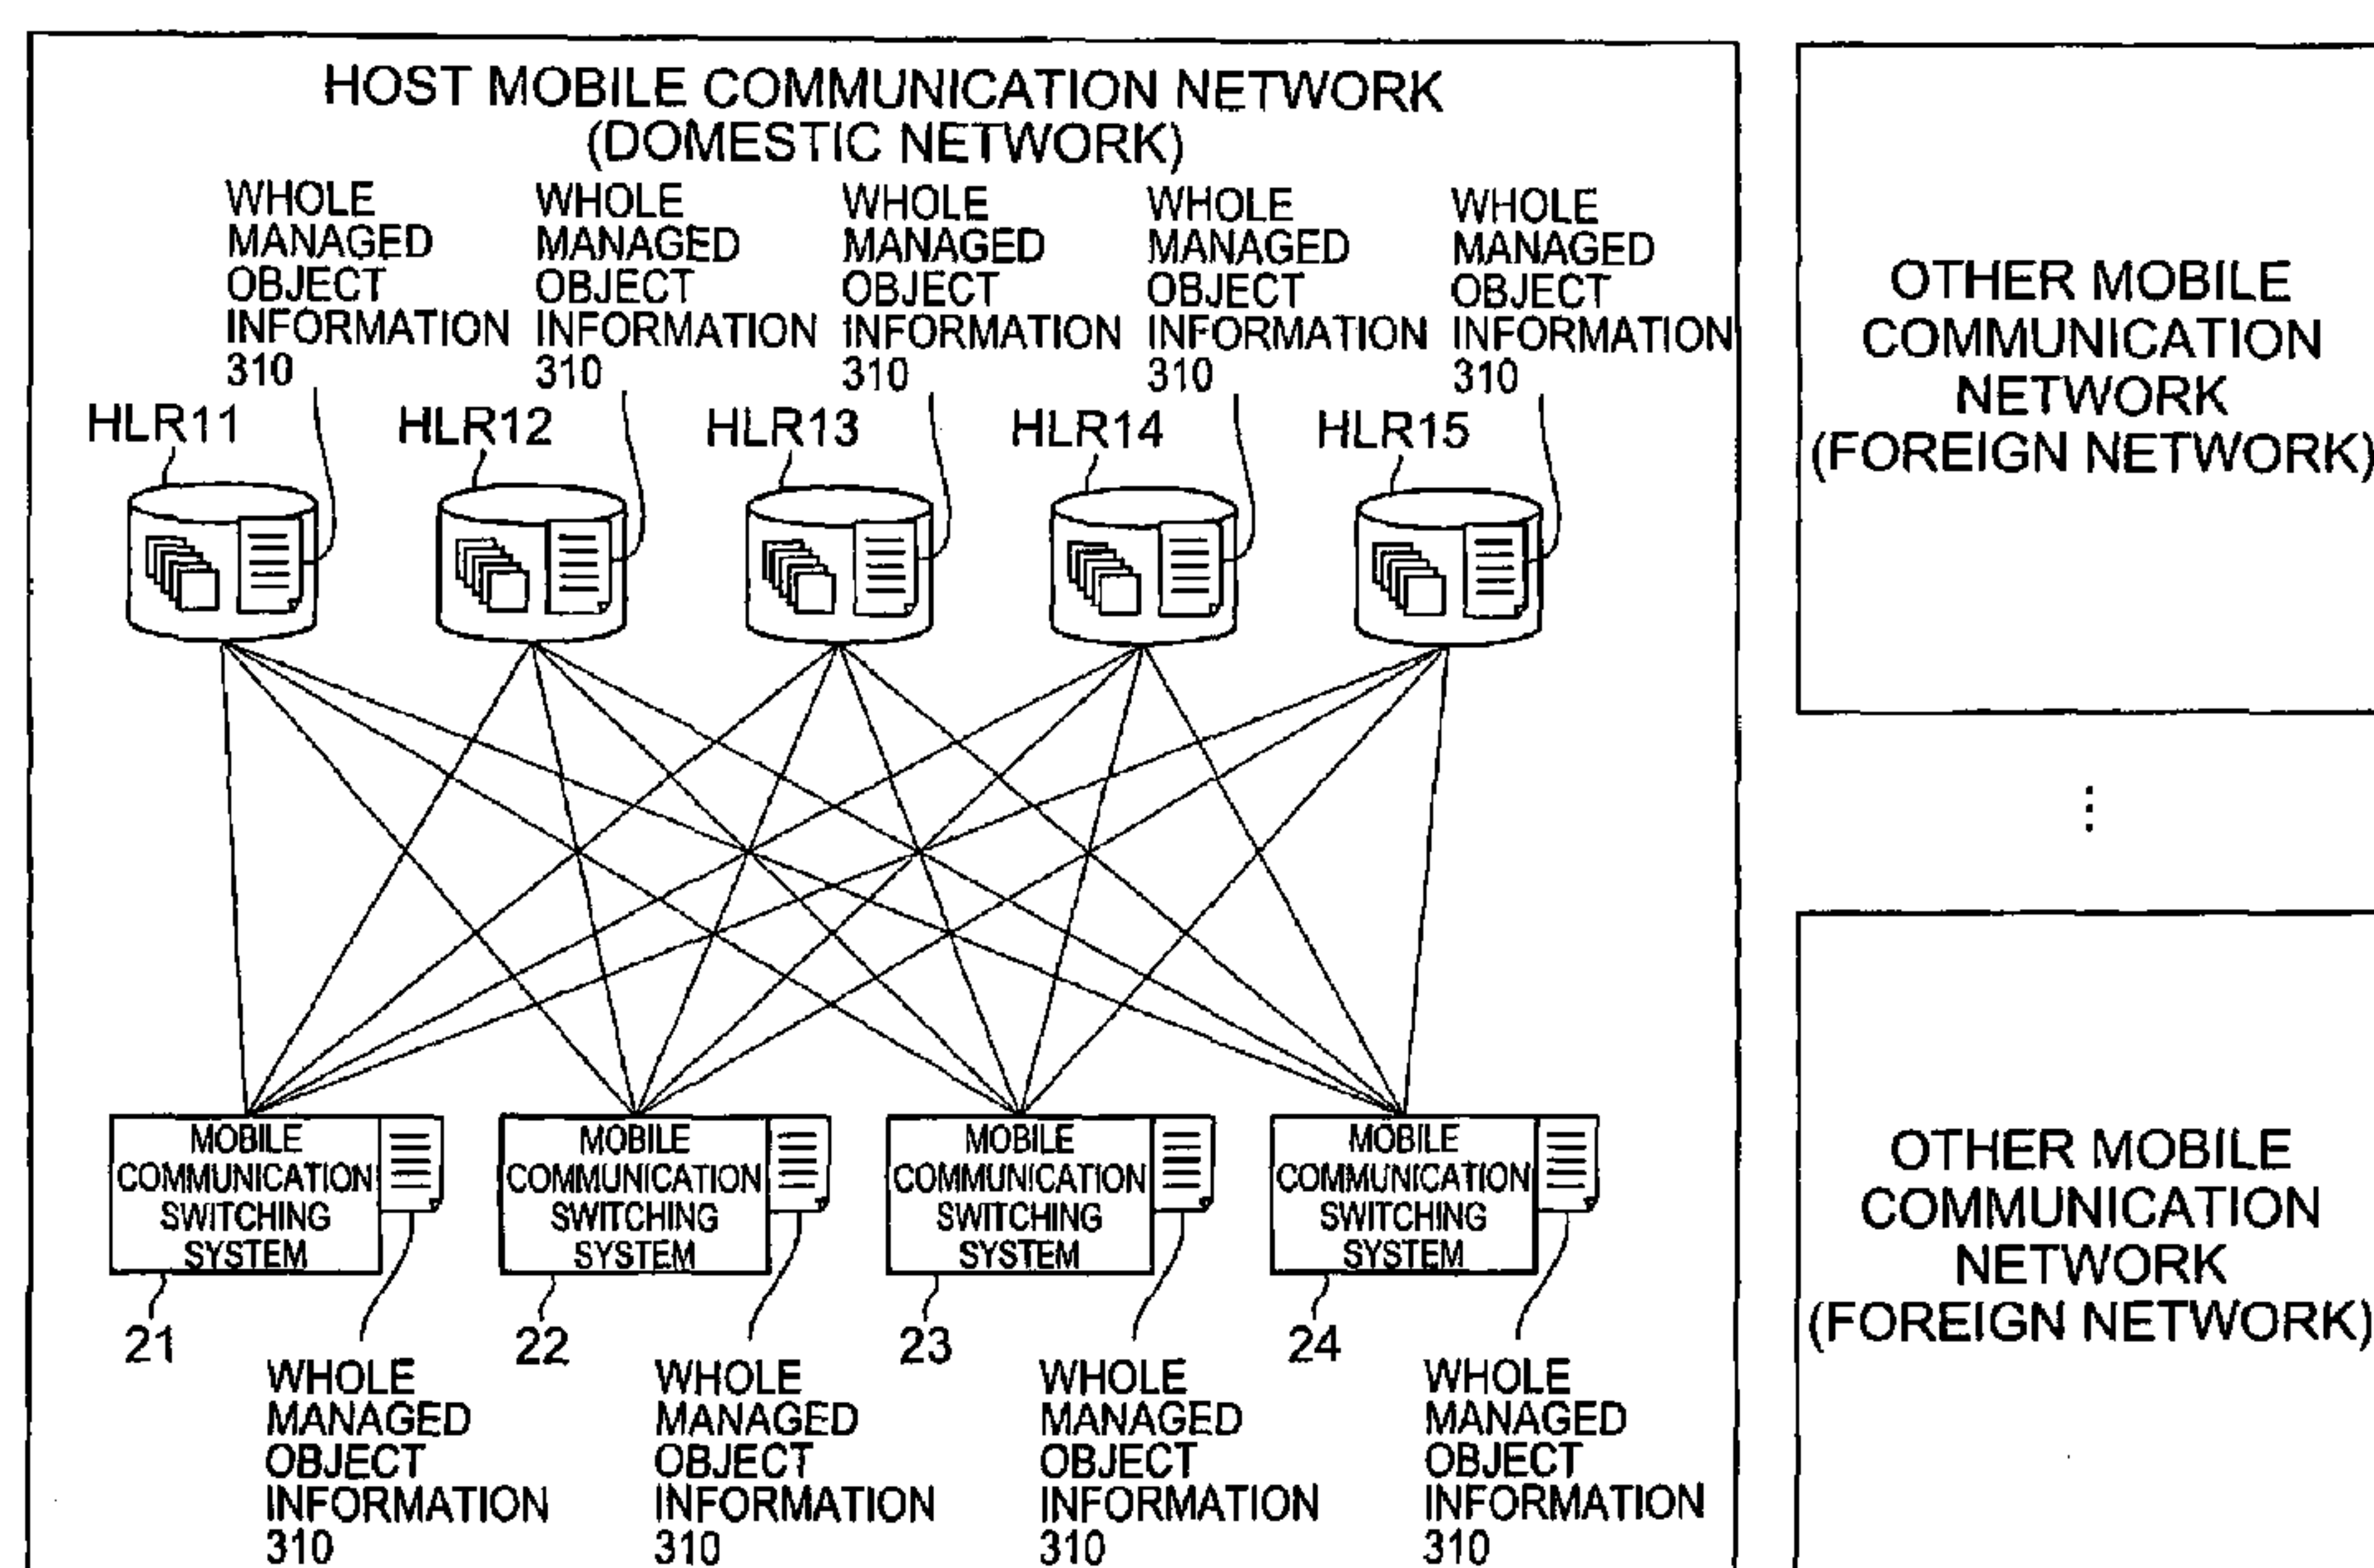 HOST MOBILE COMMUNICATION NETWORK
(DOMESTIC NETWORK)
WHOLE
MANAGED
OBJECT
INFORMATION
310
WHOLE
MANAGED
OBJECT
INFORMATION
310
WHOLE
MANAGED
OBJECT
INFORMATION
310
WHOLE
MANAGED
OBJECT
INFORMATION
310
WHOLE
MANAGED
OBJECT
INFORMATION
310
HLR11
HLR12
HLR13
HLR14
HLR15
MOBILE
COMMUNICATION
SWITCHING
SYSTEM
MOBILE
COMMUNICATION
SWITCHING
SYSTEM
MOBILE
COMMUNICATION
SWITCHING
SYSTEM
MOBILE
COMMUNICATION
SWITCHING
SYSTEM
21
22
23
24
WHOLE
MANAGED
OBJECT
INFORMATION
310
WHOLE
MANAGED
OBJECT
INFORMATION
310
WHOLE
MANAGED
OBJECT
INFORMATION
310
WHOLE
MANAGED
OBJECT
INFORMATION
310
OTHER MOBILE
COMMUNICATION
NETWORK
(FOREIGN NETWORK)
⋮
OTHER MOBILE
COMMUNICATION
NETWORK
(FOREIGN NETWORK)